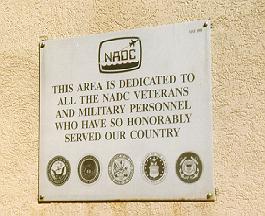 NADC
THIS AREA IS DEDICATED TO
ALL THE NADC VETERANS
AND MILITARY PERSONNEL
WHO HAVE SO HONORABLY
SERVED OUR COUNTRY